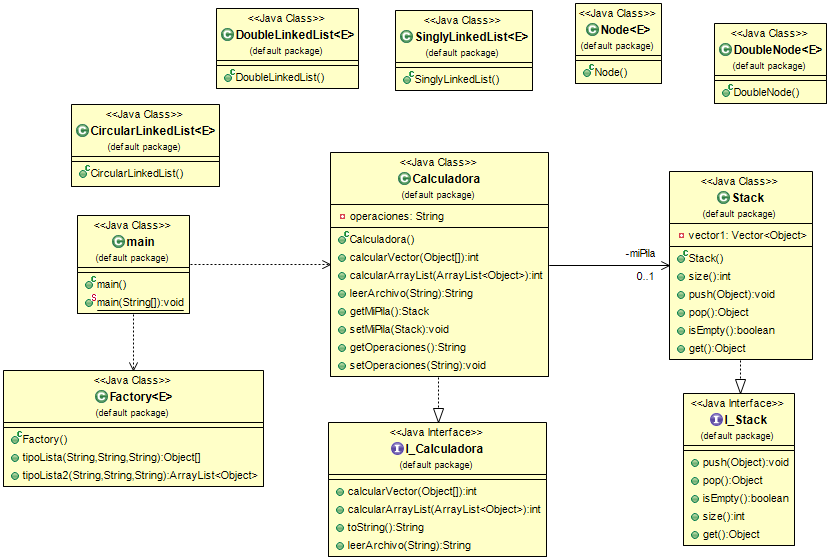 <<Java Class>>
DoubleLinkedList<E>
(default package)
DoubleLinkedList()
<<Java Class>>
SinglyLinkedList<E>
(default package)
SinglyLinkedList()
<<Java Class>>
Node<E>
(default package)
Node()
<<Java Class>>
DoubleNode<E>
(default package)
DoubleNode()
<<Java Class>>
CircularLinkedList<E>
(default package)
CircularLinkedList()
<<Java Class>>
main
(default package)
main()
main(String[]):void
<<Java Class>>
Calculadora
(default package)
operaciones: String
Calculadora()
calcularVector(Object[]):int
calcularArrayList(ArrayList<Object>):int
leerArchivo(String):String
getMiPila():Stack
setMiPila(Stack):void
getOperaciones():String
setOperaciones(String):void
-miPila
0..1
<<Java Class>>
Stack
(default package)
vector1: Vector<Object>
Stack()
size():int
push(Object):void
pop():Object
isEmpty():boolean
get():Object
<<Java Class>>
Factory<E>
(default package)
Factory()
tipoLista(String,String,String):Object[]
tipoLista2(String,String,String):ArrayList<Object>
<<Java Interface>>
I_Calculadora
(default package)
calcularVector(Object[]):int
calcularArrayList(ArrayList<Object>):int
toString():String
leerArchivo(String):String
<<Java Interface>>
I_Stack
(default package)
push(Object):void
pop():Object
isEmpty():boolean
size():int
get():Object